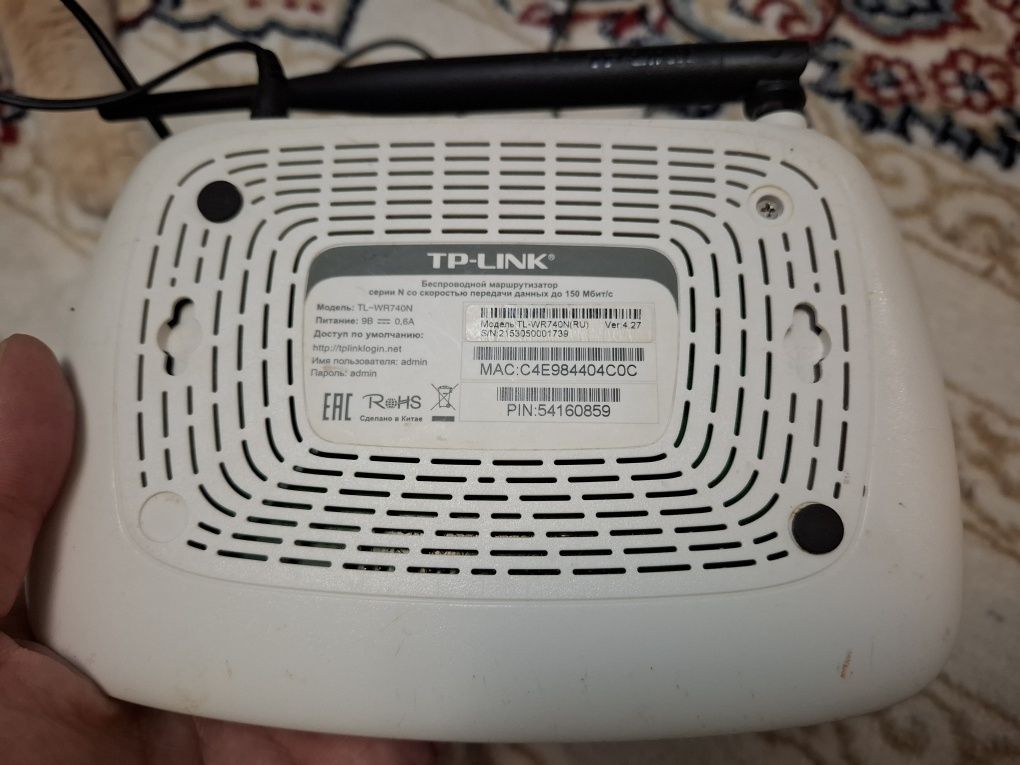 TP-LINK®
Беспроводной маршрутизатор
серии N со скоростью передачи данных до 150 Мбит/с
Модель: TL-WR740N
Питание: 9В ⎓ 0,6А
Доступ по умолчанию:
http://tplinklogin.net
Имя пользователя: admin
Пароль: admin
EAC RoHS
Сделано в Китае
Модель:TL-WR740N(RU) Ver:4.27
S/N:2153050001739
MAC:C4E984404C0C
PIN:54160859